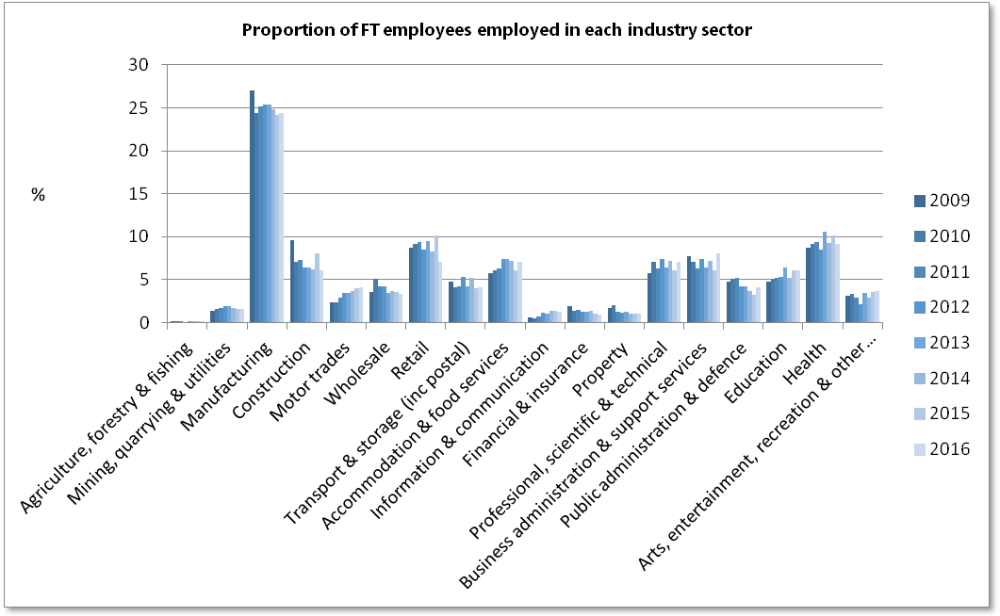 Proportion of FT employees employed in each industry sector
30
25
20
15
10
5
0
%
Agriculture, forestry & fishing
Mining, quarrying & utilities
Manufacturing
Construction
Motor trades
Wholesale
Retail
Transport & storage (inc postal)
Accommodation & food services
Information & communication
Financial & insurance
Property
Professional, scientific & technical
Business administration & support services
Public administration & defence
Education
Health
Arts, entertainment, recreation & other...
2009
2010
2011
2012
2013
2014
2015
2016